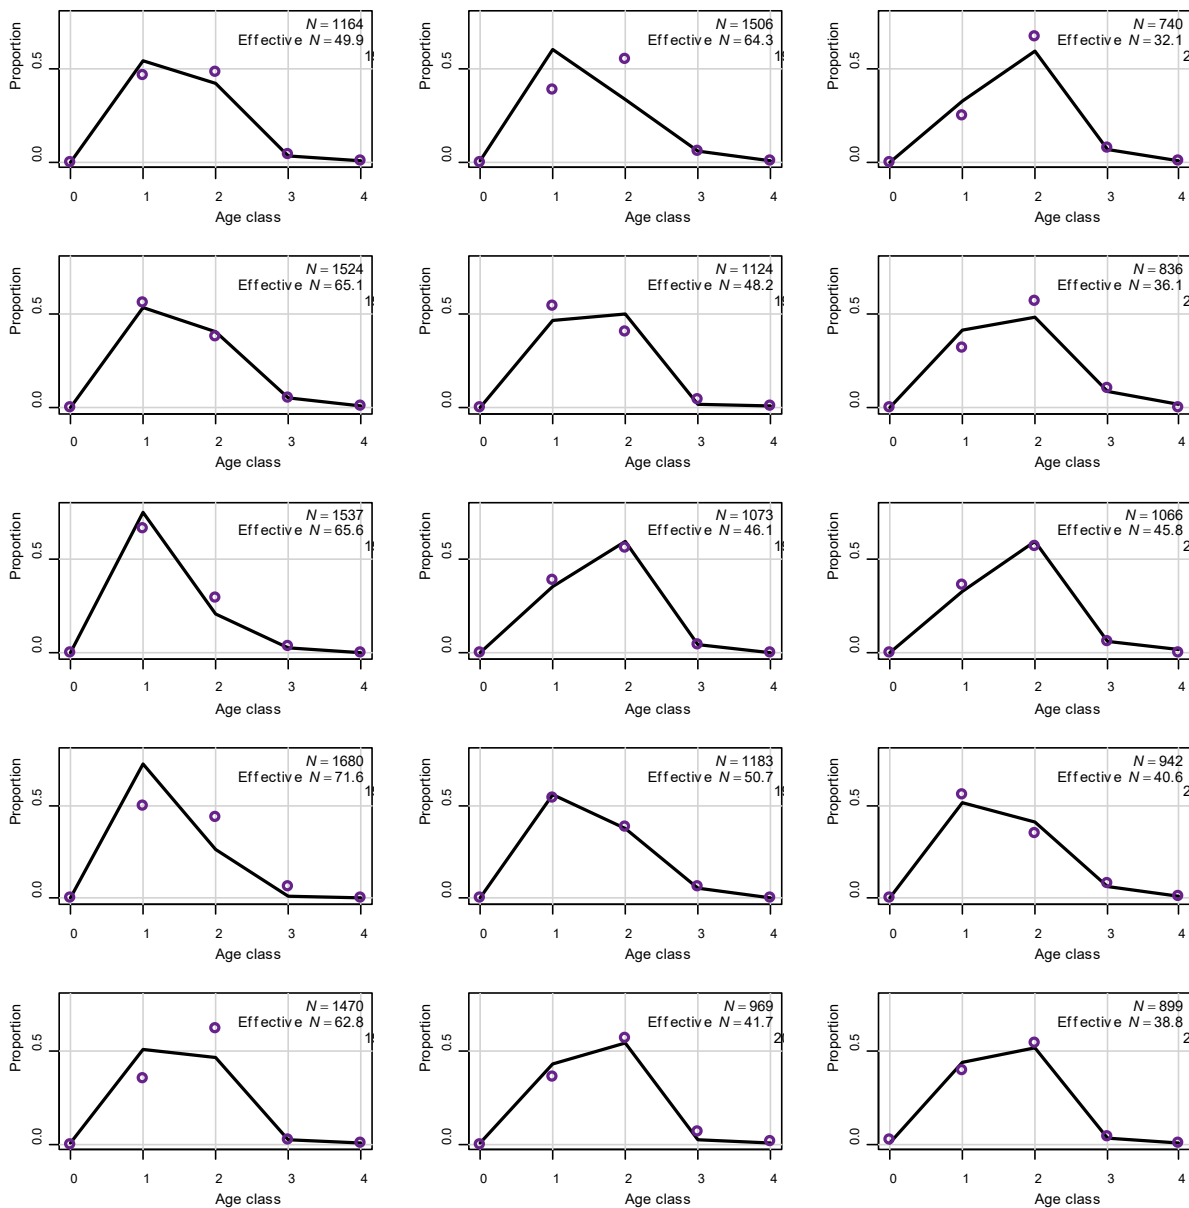 N = 1164
Effective N = 49.9
Proportion
0.5
0.0
0 1 2 3 4
Age class
N = 1506
Effective N = 64.3
Proportion
0.5
0.0
0 1 2 3 4
Age class
N = 740
Effective N = 32.1
2
Proportion
0.5
0.0
0 1 2 3 4
Age class
N = 1524
Effective N = 65.1
Proportion
0.5
0.0
0 1 2 3 4
Age class
N = 1124
Effective N = 48.2
Proportion
0.5
0.0
0 1 2 3 4
Age class
N = 836
Effective N = 36.1
2
Proportion
0.5
0.0
0 1 2 3 4
Age class
N = 1537
Effective N = 65.6
Proportion
0.5
0.0
0 1 2 3 4
Age class
N = 1073
Effective N = 46.1
Proportion
0.5
0.0
0 1 2 3 4
Age class
N = 1066
Effective N = 45.8
2
Proportion
0.5
0.0
0 1 2 3 4
Age class
N = 1680
Effective N = 71.6
Proportion
0.5
0.0
0 1 2 3 4
Age class
N = 1183
Effective N = 50.7
Proportion
0.5
0.0
0 1 2 3 4
Age class
N = 942
Effective N = 40.6
2
Proportion
0.5
0.0
0 1 2 3 4
Age class
N = 1470
Effective N = 62.8
Proportion
0.5
0.0
0 1 2 3 4
Age class
N = 969
Effective N = 41.7
Proportion
0.5
0.0
0 1 2 3 4
Age class
N = 899
Effective N = 38.8
2
Proportion
0.5
0.0
0 1 2 3 4
Age class